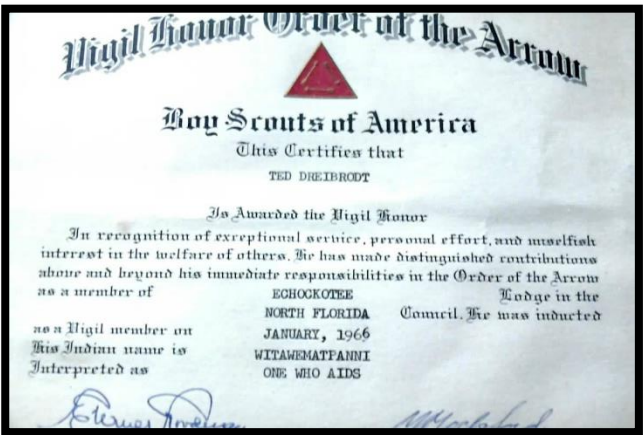 Vigil Honor Order of the Arrow
Boy Scouts of America
This Certifies that
TED DREIBRODT
Is Awarded the Vigil Honor
In recognition of exceptional service, personal effort, and unselfish
interest in the welfare of others. He has made distinguished contributions
above and beyond his immediate responsibilities in the Order of the Arrow
as a member of ECHOCKOTEE Lodge in the
NORTH FLORIDA Council. He was inducted
as a Vigil member on JANUARY, 1966
His Indian name is WITAWEMATPANNI
Interpreted as ONE WHO AIDS